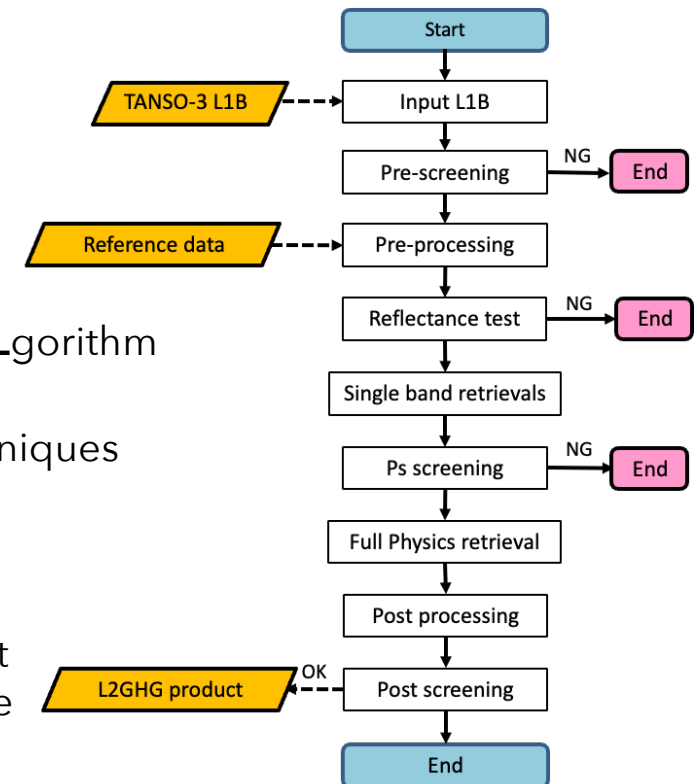 Start
TANSO-3 L1B
Input L1B
Pre-screening
NG
End
Reference data
Pre-processing
Reflectance test
NG
End
gorithm
Single band retrievals
niques
Ps screening
NG
End
Full Physics retrieval
Post processing
t
L2GHG product
OK
Post screening
e
End